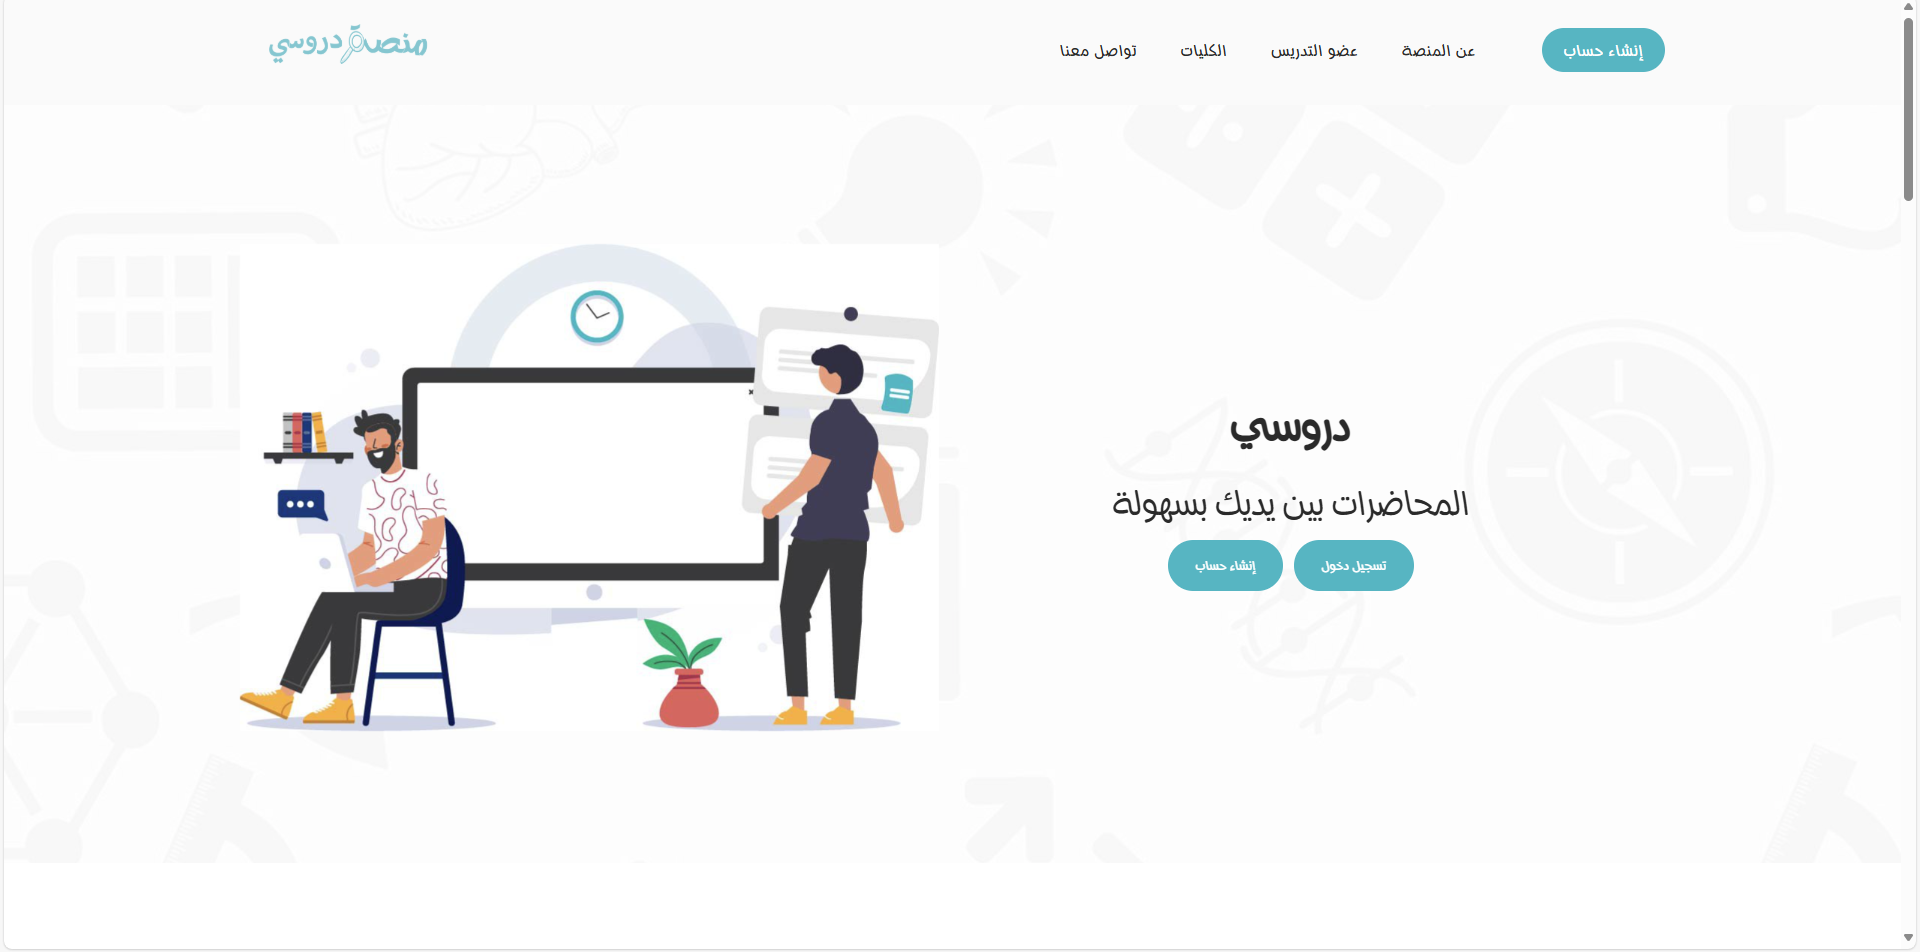 إنشاء حساب
عن المنصة
عضو التدريس
الكليات
تواصل معنا
منصة دروسي
دروسي
المحاضرات بين يديك بسهولة
تسجيل دخول
إنشاء حساب